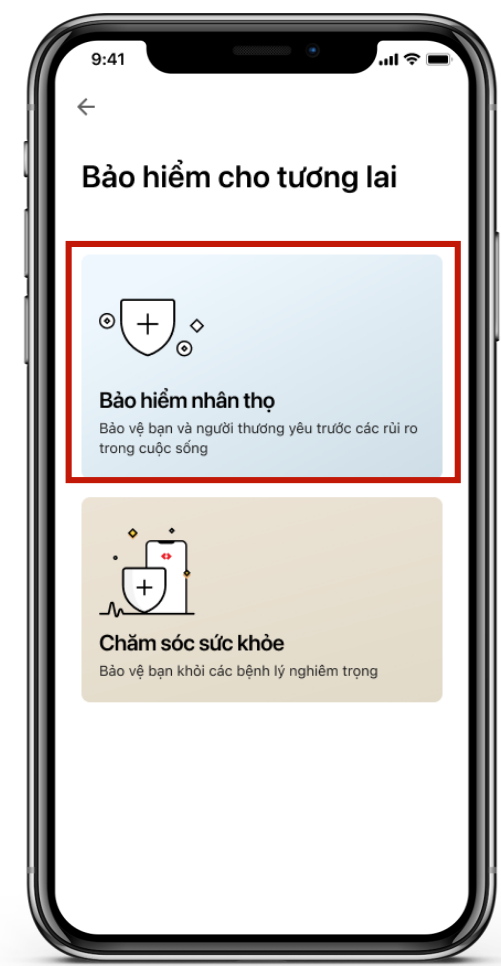 9:41
Bảo hiểm cho tương lai
Bảo hiểm nhân thọ
Bảo vệ bạn và người thương yêu trước các rủi ro
trong cuộc sống
Chăm sóc sức khỏe
Bảo vệ bạn khỏi các bệnh lý nghiêm trọng